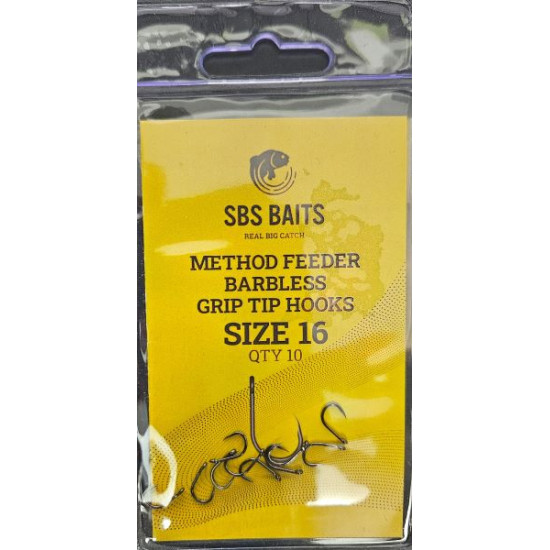 SBS BAITS
REAL BIG CATCH
METHOD FEEDER
BARBLESS
GRIP TIP HOOKS
SIZE 16
QTY 10